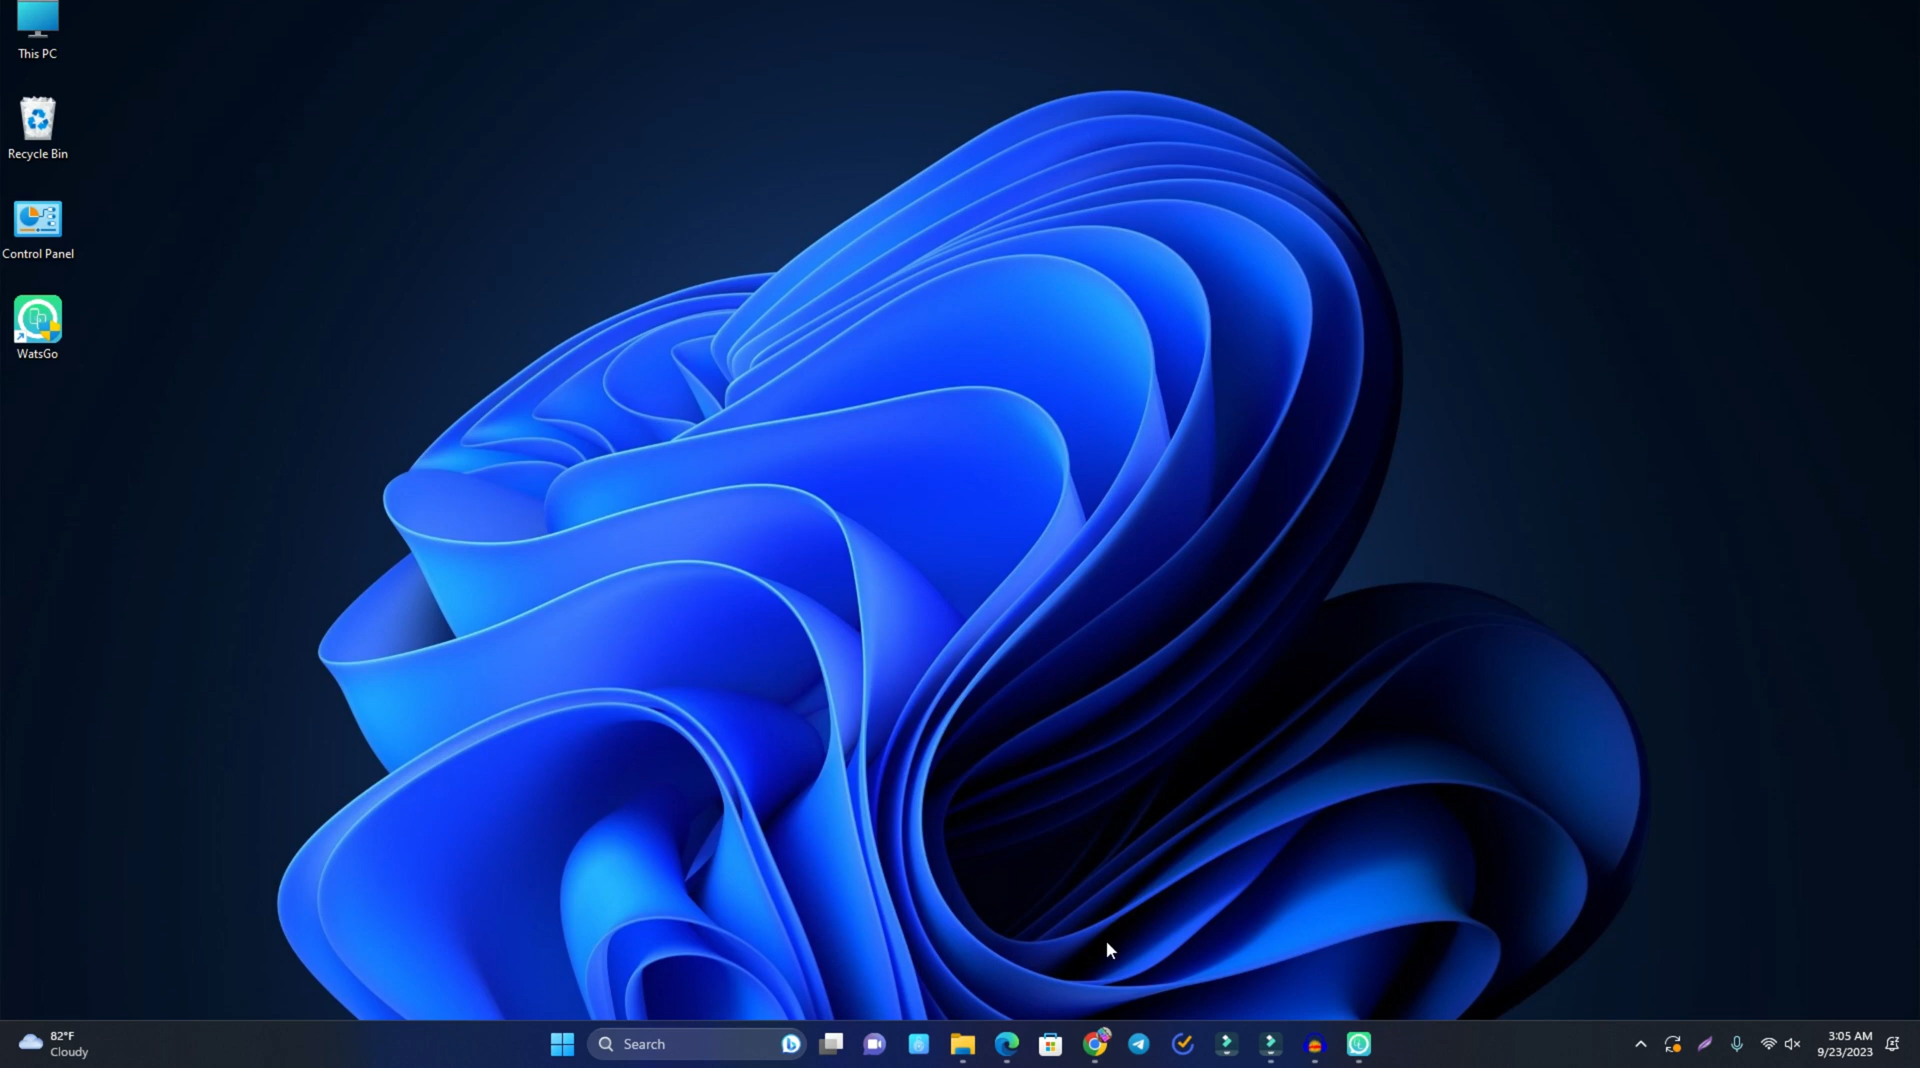 This PC
Recycle Bin
Control Panel
WatsGo
82°F
Cloudy
Search
3:05 AM
9/23/2023